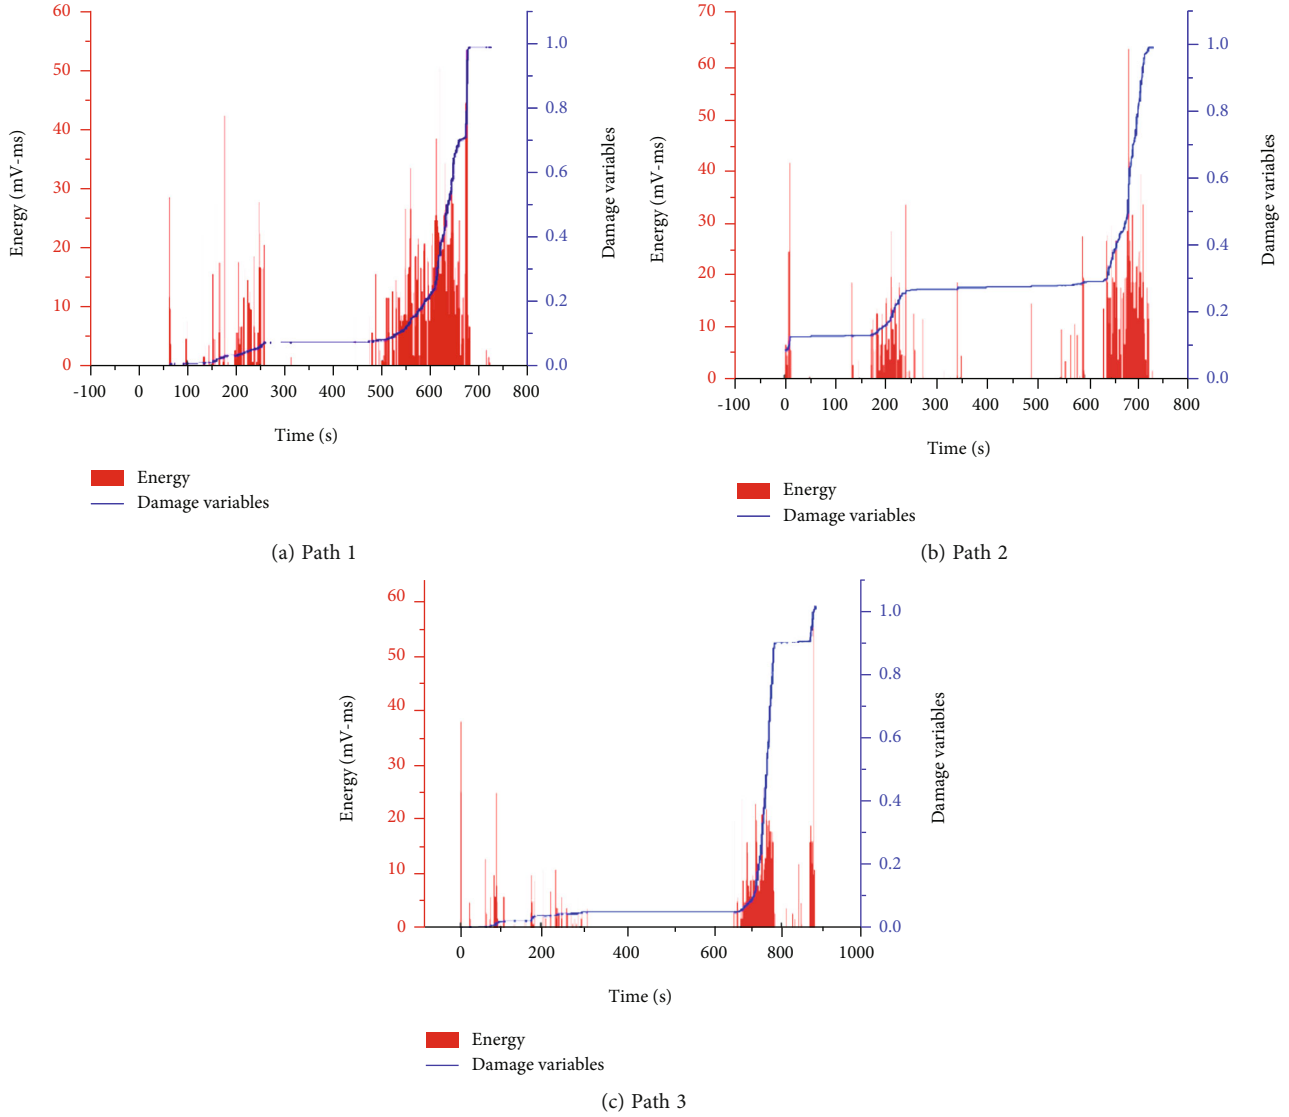 60
50
40
30
20
10
0
Energy (mV-ms)
1.0
0.8
0.6
0.4
0.2
0.0
Damage variables
-100 0 100 200 300 400 500 600 700 800
Time (s)
Energy
Damage variables
(a) Path 1
70
60
50
40
30
20
10
0
Energy (mV-ms)
1.0
0.8
0.6
0.4
0.2
0.0
Damage variables
-100 0 100 200 300 400 500 600 700 800
Time (s)
Energy
Damage variables
(b) Path 2
60
50
40
30
20
10
0
Energy (mV-ms)
1.0
0.8
0.6
0.4
0.2
0.0
Damage variables
0 200 400 600 800 1000
Time (s)
Energy
Damage variables
(c) Path 3